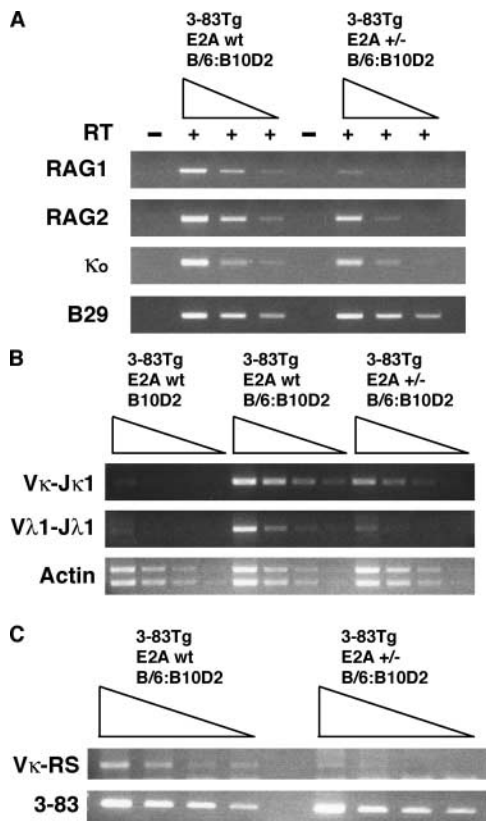 A
3-83Tg
E2A wt
B/6:B10D2
3-83Tg
E2A +/-
B/6:B10D2
RT - + + + - + + +
RAG1
RAG2
κo
B29
B
3-83Tg
E2A wt
B10D2
3-83Tg
E2A wt
B/6:B10D2
3-83Tg
E2A +/-
B/6:B10D2
Vκ-Jκ1
Vλ1-Jλ1
Actin
C
3-83Tg
E2A wt
B/6:B10D2
3-83Tg
E2A +/-
B/6:B10D2
Vκ-RS
3-83